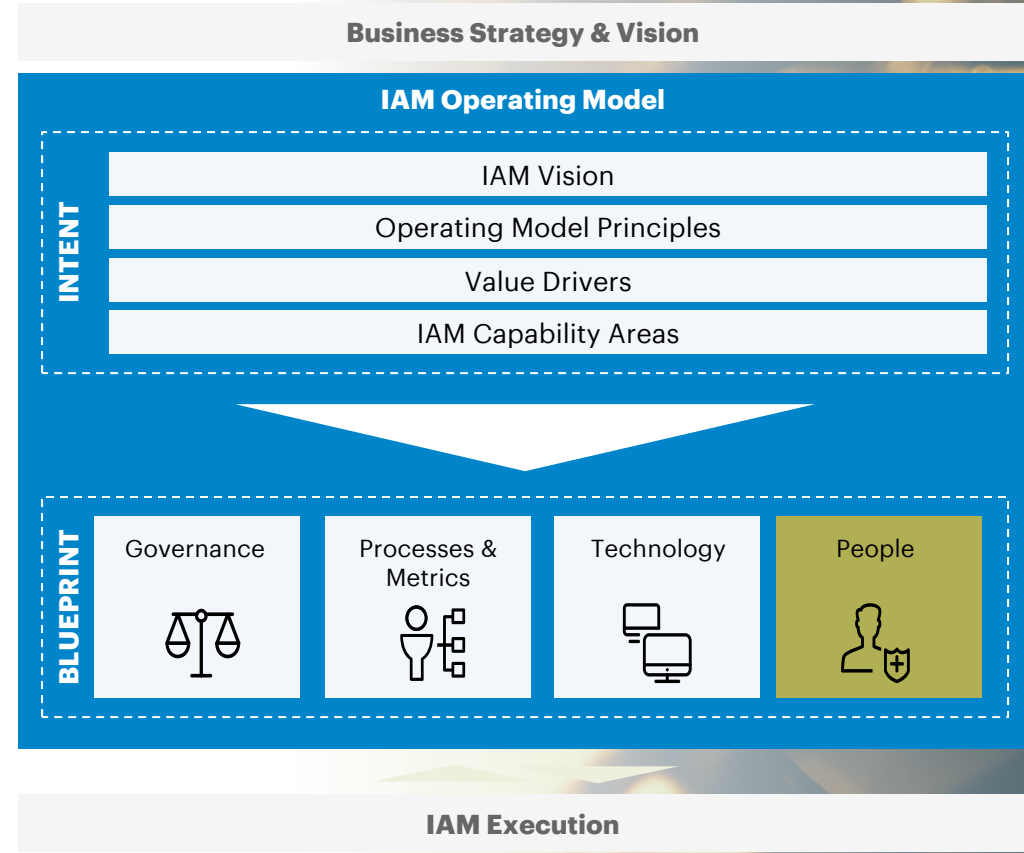 Business Strategy & Vision
IAM Operating Model
INTENT
IAM Vision
Operating Model Principles
Value Drivers
IAM Capability Areas
BLUEPRINT
Governance
Processes &
Metrics
Technology
People
IAM Execution